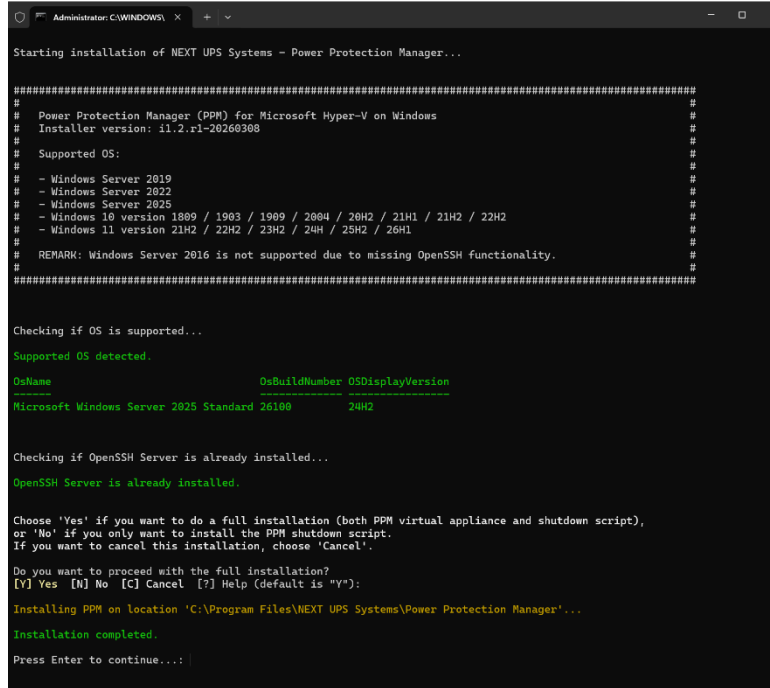 Administrator: C:\WINDOWS\
Starting installation of NEXT UPS Systems – Power Protection Manager...
####################################################################################################
# #
# Power Protection Manager (PPM) for Microsoft Hyper-V on Windows #
# Installer version: i1.2.r1-20260308 #
# #
# Supported OS: #
# #
# – Windows Server 2019 #
# – Windows Server 2022 #
# – Windows Server 2025 #
# – Windows 10 version 1809 / 1903 / 1909 / 2004 / 20H2 / 21H1 / 21H2 / 22H2 #
# – Windows 11 version 21H2 / 22H2 / 23H2 / 24H / 25H2 / 26H1 #
# #
# REMARK: Windows Server 2016 is not supported due to missing OpenSSH functionality. #
# #
####################################################################################################
Checking if OS is supported...
Supported OS detected.
OsName OsBuildNumber OSDisplayVersion
------ ------------- ----------------
Microsoft Windows Server 2025 Standard 26100 24H2
Checking if OpenSSH Server is already installed...
OpenSSH Server is already installed.
Choose 'Yes' if you want to do a full installation (both PPM virtual appliance and shutdown script),
or 'No' if you only want to install the PPM shutdown script.
If you want to cancel this installation, choose 'Cancel'.
Do you want to proceed with the full installation?
[Y] Yes [N] No [C] Cancel [?] Help (default is "Y"):
Installing PPM on location 'C:\Program Files\NEXT UPS Systems\Power Protection Manager'...
Installation completed.
Press Enter to continue...: